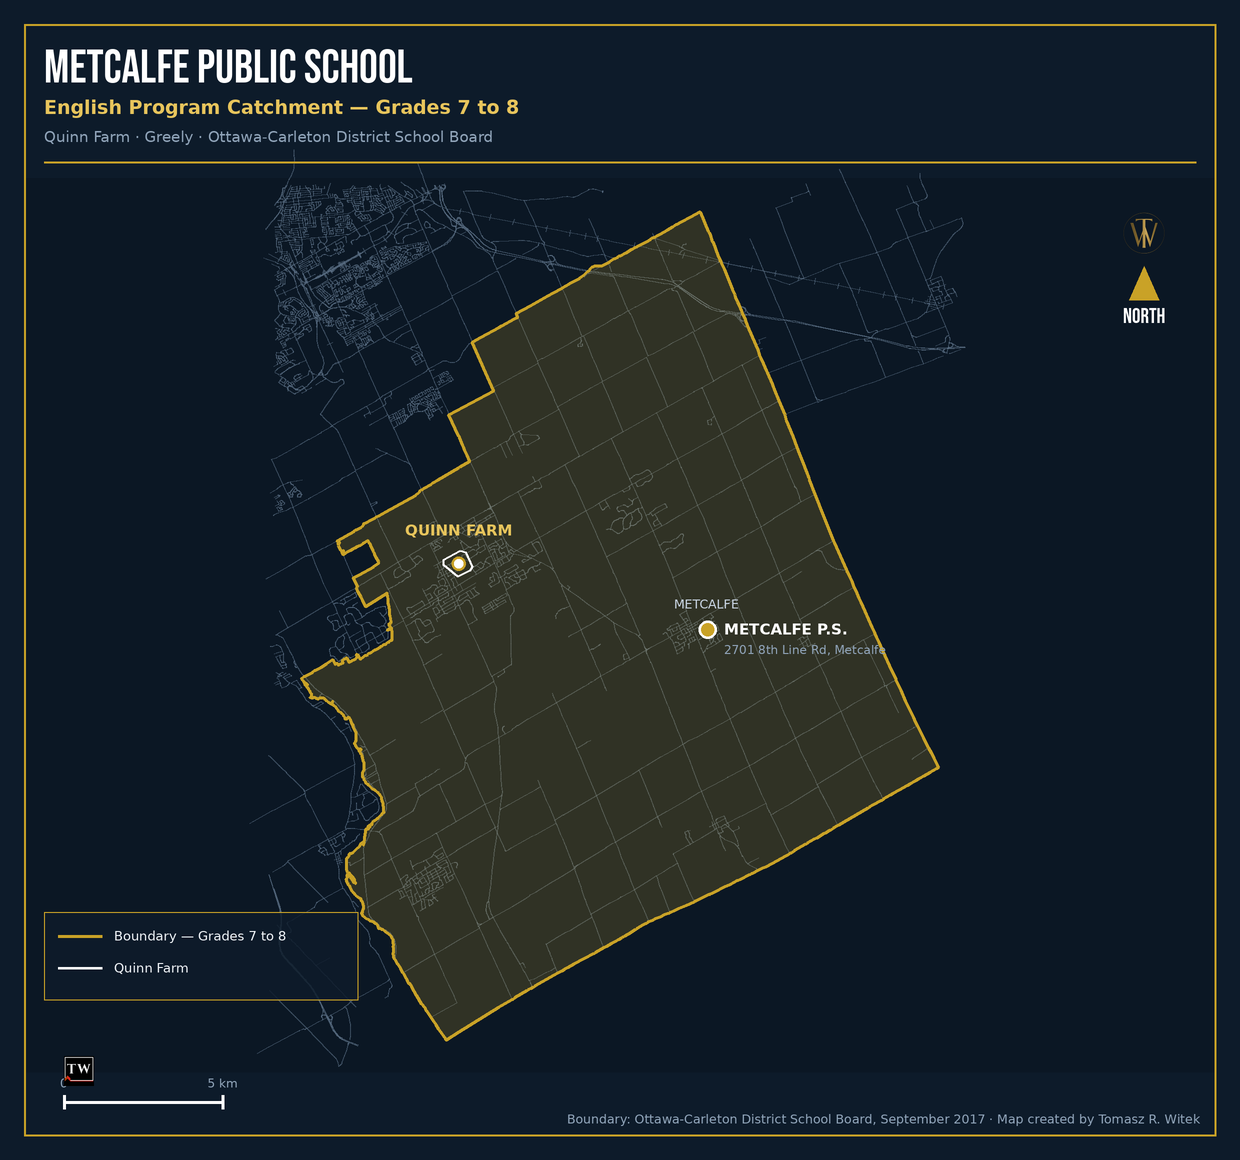 METCALFE PUBLIC SCHOOL
English Program Catchment — Grades 7 to 8
Quinn Farm · Greely · Ottawa-Carleton District School Board
W
NORTH
QUINN FARM
METCALFE
METCALFE P.S.
2701 8th Line Rd, Metcalfe
Boundary — Grades 7 to 8
Quinn Farm
TW
0 5 km
Boundary: Ottawa-Carleton District School Board, September 2017 · Map created by Tomasz R. Witek